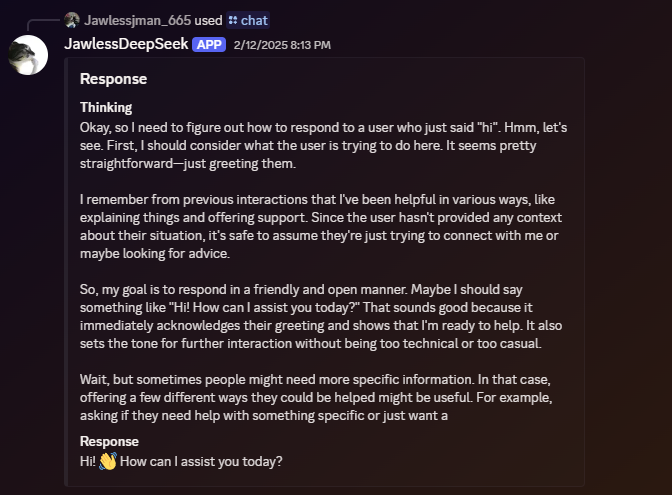 Jawlessjman_665 used chat
JawlessDeepSeek APP 2/12/2025 8:13 PM
Response
Thinking
Okay, so I need to figure out how to respond to a user who just said "hi". Hmm, let's
see. First, I should consider what the user is trying to do here. It seems pretty
straightforward—just greeting them.
I remember from previous interactions that I've been helpful in various ways, like
explaining things and offering support. Since the user hasn't provided any context
about their situation, it's safe to assume they're just trying to connect with me or
maybe looking for advice.
So, my goal is to respond in a friendly and open manner. Maybe I should say
something like "Hi! How can I assist you today?" That sounds good because it
immediately acknowledges their greeting and shows that I'm ready to help. It also
sets the tone for further interaction without being too technical or too casual.
Wait, but sometimes people might need more specific information. In that case,
offering a few different ways they could be helped might be useful. For example,
asking if they need help with something specific or just want a
Response
Hi! 👋 How can I assist you today?